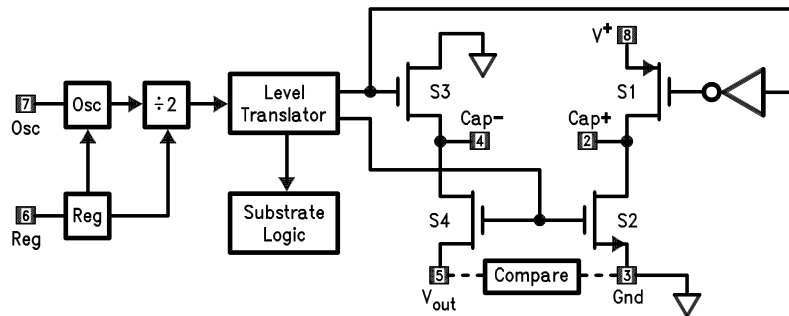 V+
8
S3
S1
7
Osc
÷2
Level
Translator
Osc
Cap-
4
Cap+
2
6
Reg
Reg
Substrate
Logic
S4
S2
5
Compare
3
Vout
Gnd